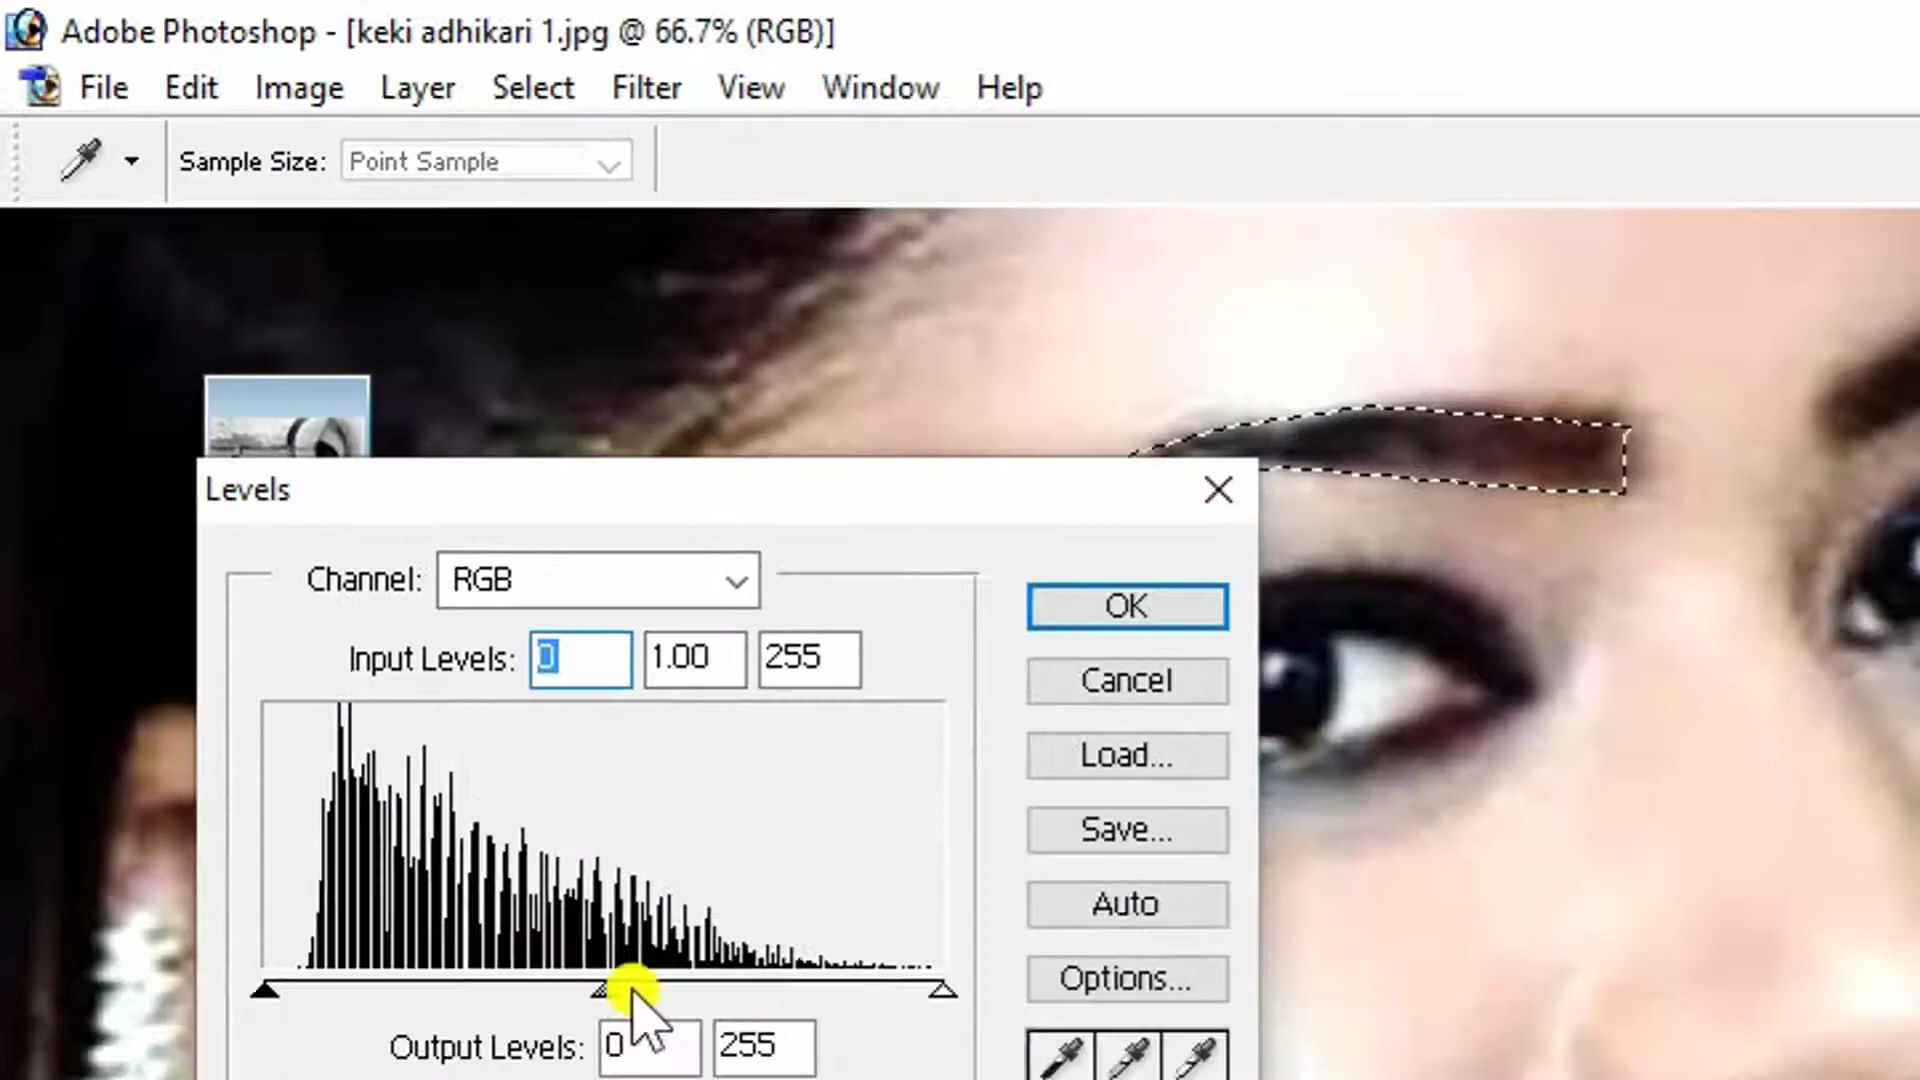 Adobe Photoshop - [keki adhikari 1.jpg @ 66.7% (RGB)]
File Edit Image Layer Select Filter View Window Help
Sample Size: Point Sample
Levels
Channel: RGB
OK
Input Levels: 0 1.00 255
Cancel
Load...
Save...
Auto
Options...
Output Levels: 0 255